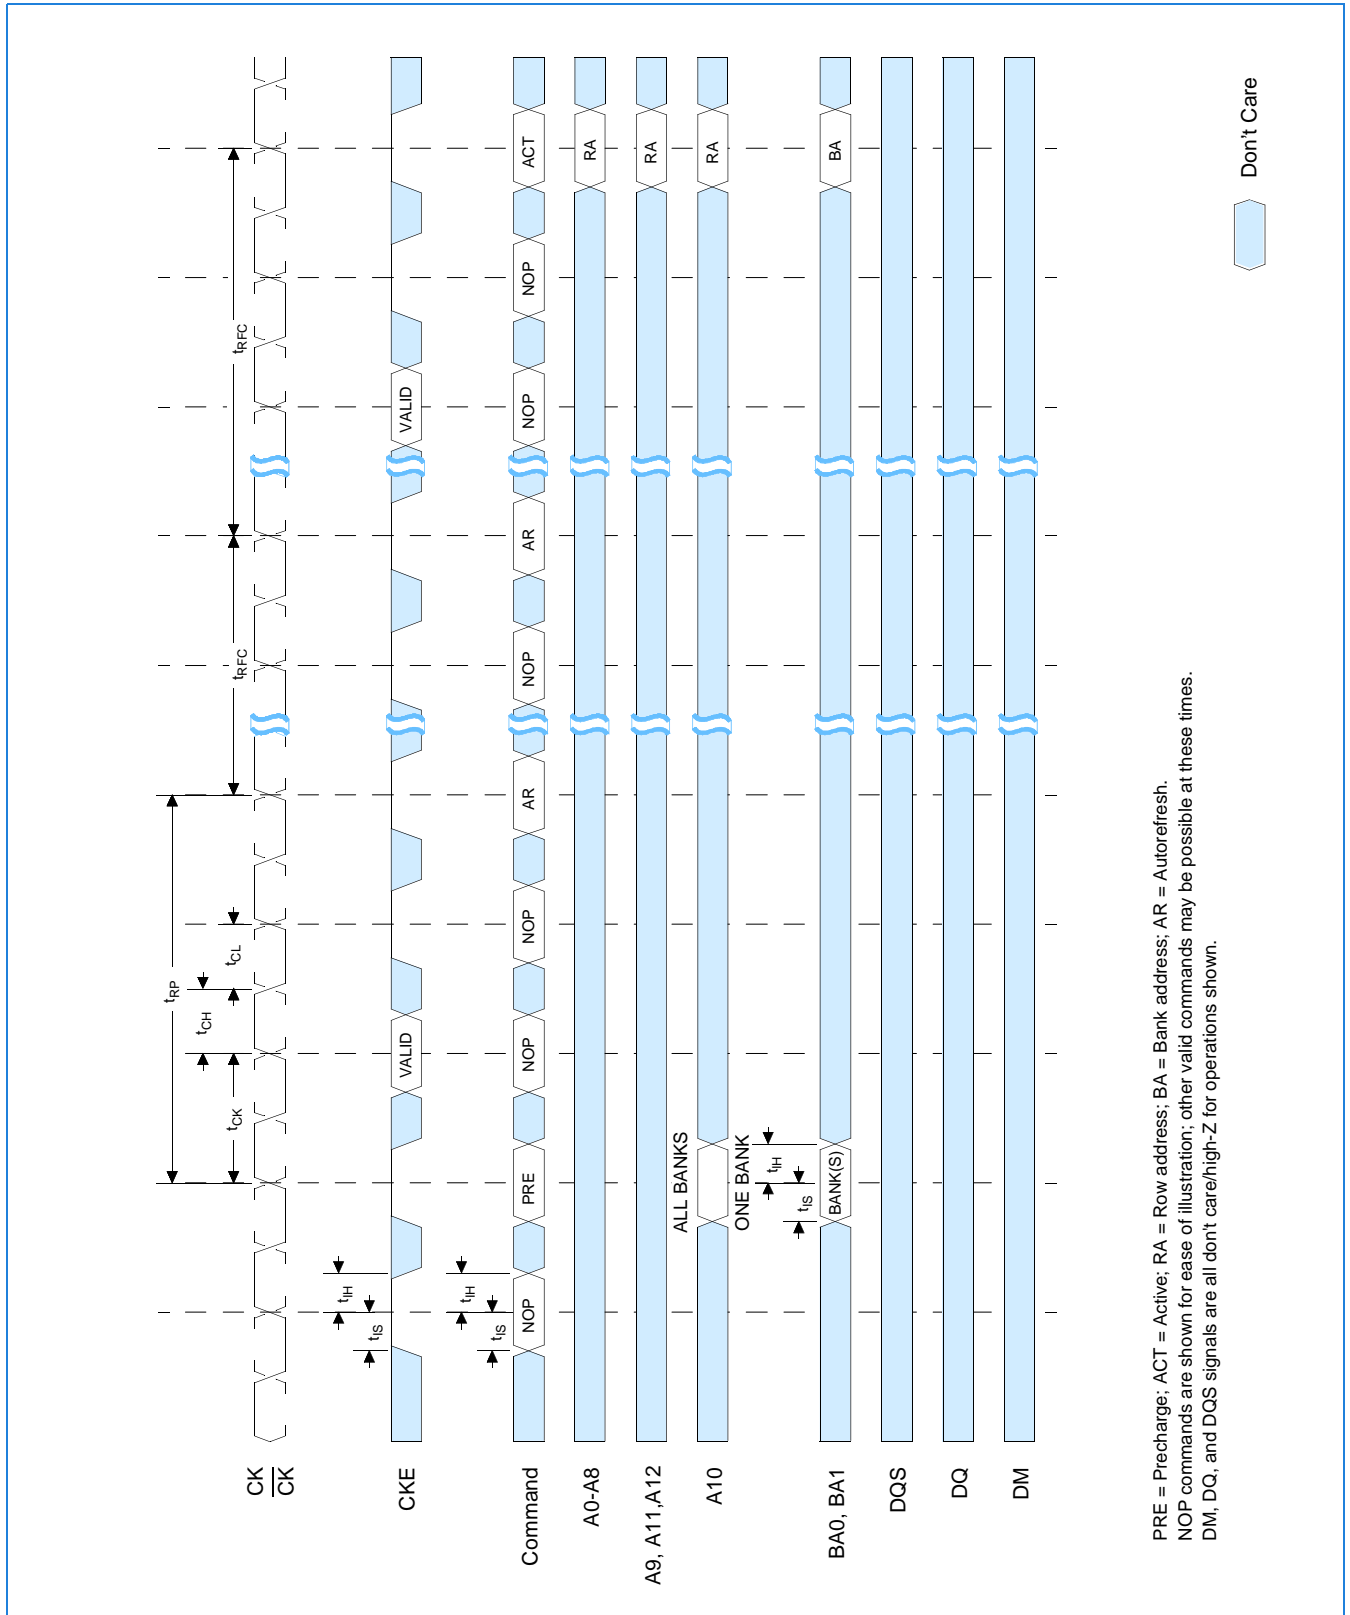 tRP
tCH
tCK tCL tRFC tRFC
CK
CK
tIH
tIS
CKE VALID VALID
tIH
tIS
Command NOP PRE NOP NOP AR NOP AR NOP NOP ACT
A0-A8 RA
A9, A11,A12 RA
ALL BANKS
A10 RA
ONE BANK
tIH
tIS
BA0, BA1 BANK(S) BA
DQS
DQ
DM
PRE = Precharge; ACT = Active; RA = Row address; BA = Bank address; AR = Autorefresh.
NOP commands are shown for ease of illustration; other valid commands may be possible at these times.
DM, DQ, and DQS signals are all don't care/high-Z for operations shown.
Don't Care